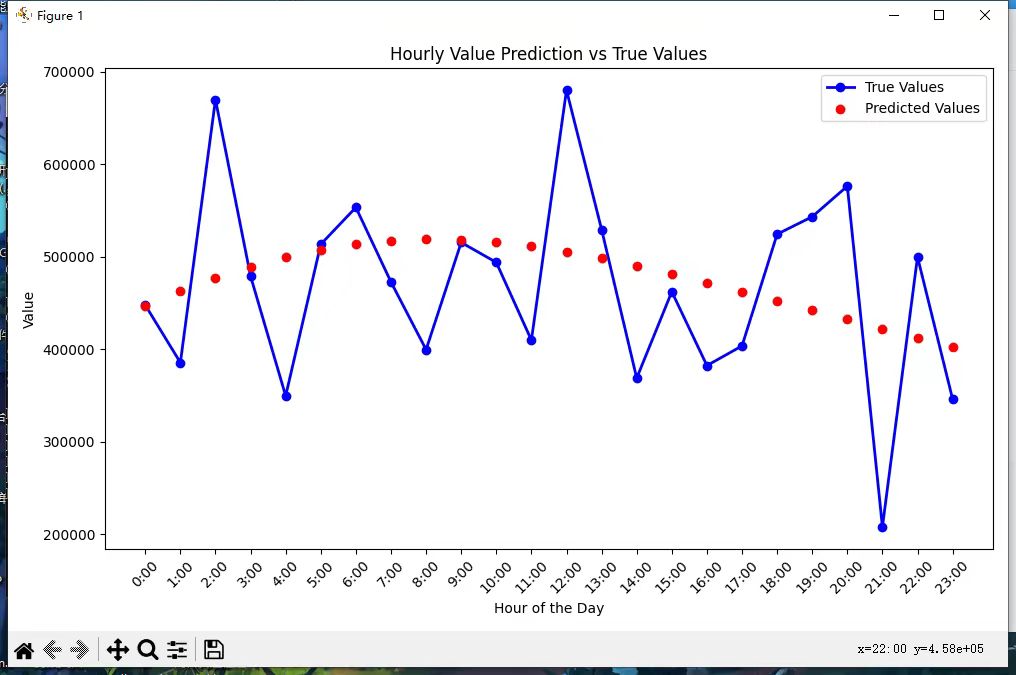 Figure 1
Hourly Value Prediction vs True Values
True Values
Predicted Values
700000
600000
500000
400000
300000
200000
Value
0:00 1:00 2:00 3:00 4:00 5:00 6:00 7:00 8:00 9:00 10:00 11:00 12:00 13:00 14:00 15:00 16:00 17:00 18:00 19:00 20:00 21:00 22:00 23:00
Hour of the Day
x=22:00 y=4.58e+05